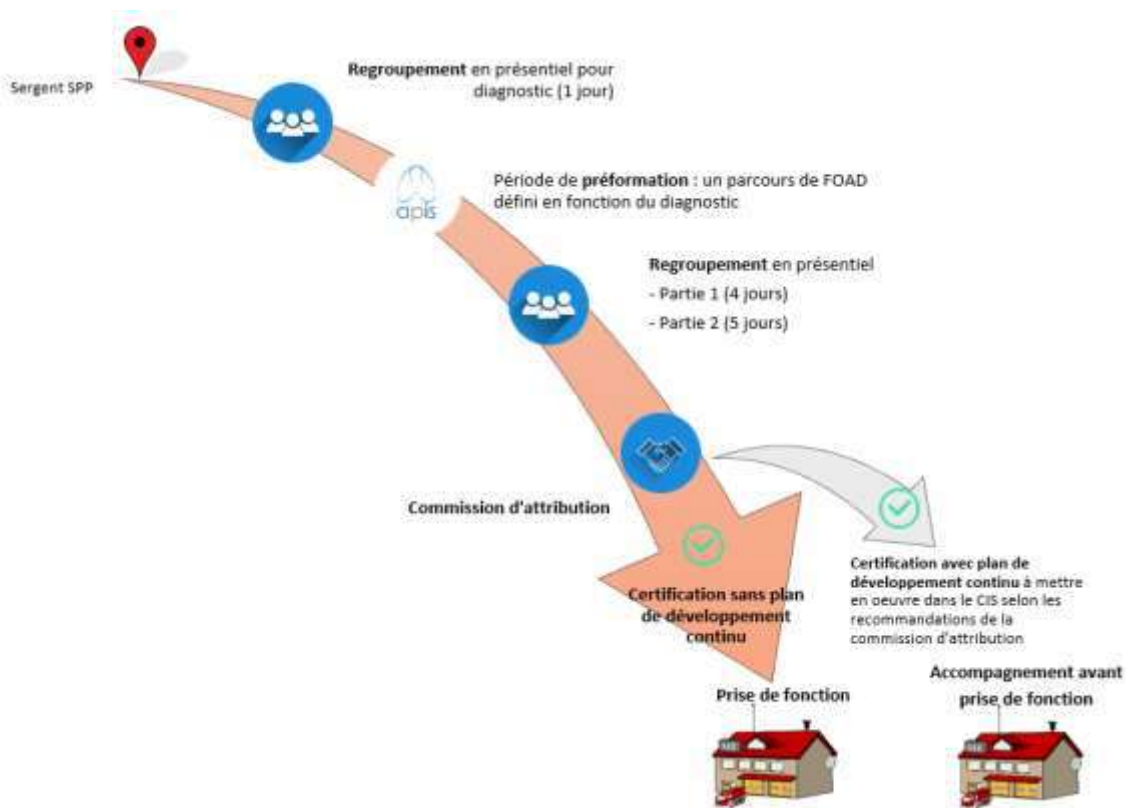 Sergent SPP
Regroupement en présentiel pour
diagnostic (1 jour)
apis
Période de préformation : un parcours de FOAD
défini en fonction du diagnostic
Regroupement en présentiel
- Partie 1 (4 jours)
- Partie 2 (5 jours)
Commission d'attribution
Certification sans plan
de développement
continu
Certification avec plan de
développement continu à mettre
en oeuvre dans le CIS selon les
recommandations de la
commission d'attribution
Prise de fonction
Accompagnement avant
prise de fonction